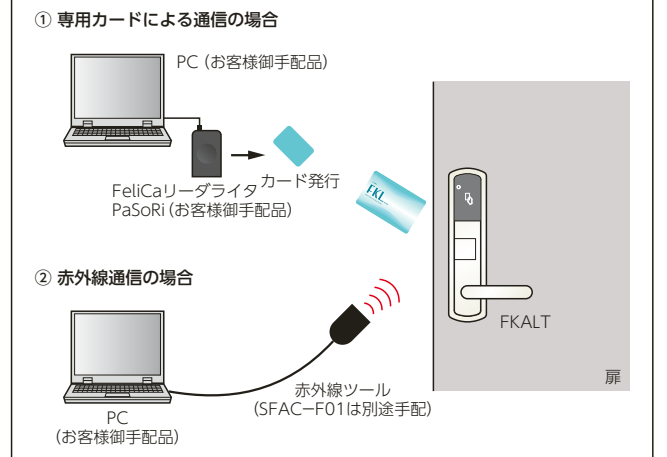 ① 専用カードによる通信の場合
PC（お客様御手配品）
FeliCaリーダライタ
PaSoRi（お客様御手配品）
カード発行
FKL
② 赤外線通信の場合
PC
（お客様御手配品）
赤外線ツール
（SFAC−F01は別途手配）
FKALT
扉